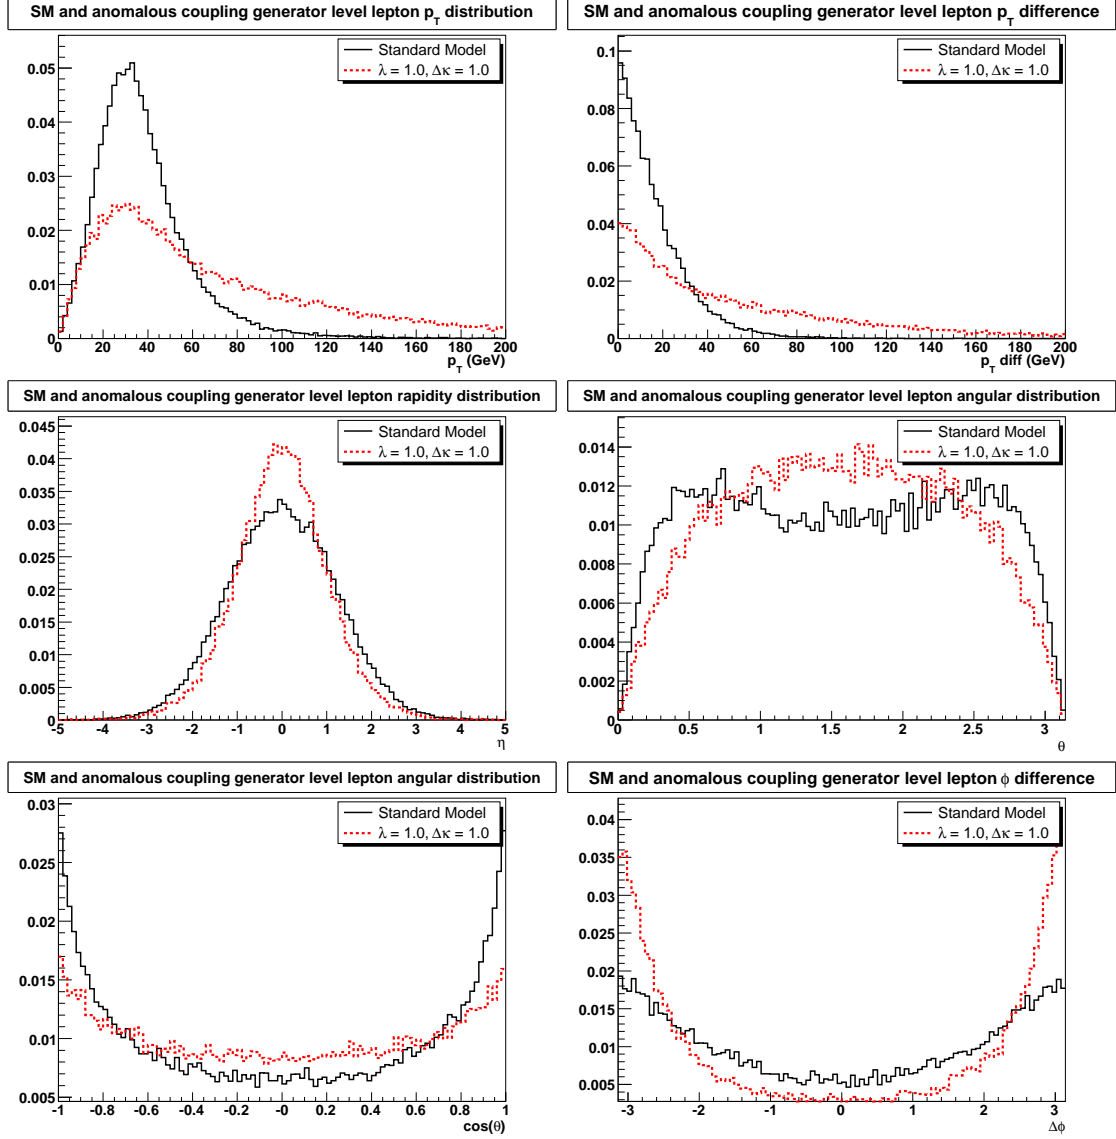 SM and anomalous coupling generator level lepton p_T distribution
Standard Model
λ = 1.0, Δκ = 1.0
0.05
0.04
0.03
0.02
0.01
0
0 20 40 60 80 100 120 140 160 180 200
p_T (GeV)
SM and anomalous coupling generator level lepton p_T difference
Standard Model
λ = 1.0, Δκ = 1.0
0.1
0.08
0.06
0.04
0.02
0
0 20 40 60 80 100 120 140 160 180 200
p_T diff (GeV)
SM and anomalous coupling generator level lepton rapidity distribution
Standard Model
λ = 1.0, Δκ = 1.0
0.045
0.04
0.035
0.03
0.025
0.02
0.015
0.01
0.005
0
-5 -4 -3 -2 -1 0 1 2 3 4 5
η
SM and anomalous coupling generator level lepton angular distribution
Standard Model
λ = 1.0, Δκ = 1.0
0.014
0.012
0.01
0.008
0.006
0.004
0.002
0
0 0.5 1 1.5 2 2.5 3
θ
SM and anomalous coupling generator level lepton angular distribution
Standard Model
λ = 1.0, Δκ = 1.0
0.03
0.025
0.02
0.015
0.01
0.005
-1 -0.8 -0.6 -0.4 -0.2 -0 0.2 0.4 0.6 0.8 1
cos(θ)
SM and anomalous coupling generator level lepton ϕ difference
Standard Model
λ = 1.0, Δκ = 1.0
0.04
0.035
0.03
0.025
0.02
0.015
0.01
0.005
-3 -2 -1 0 1 2 3
Δϕ